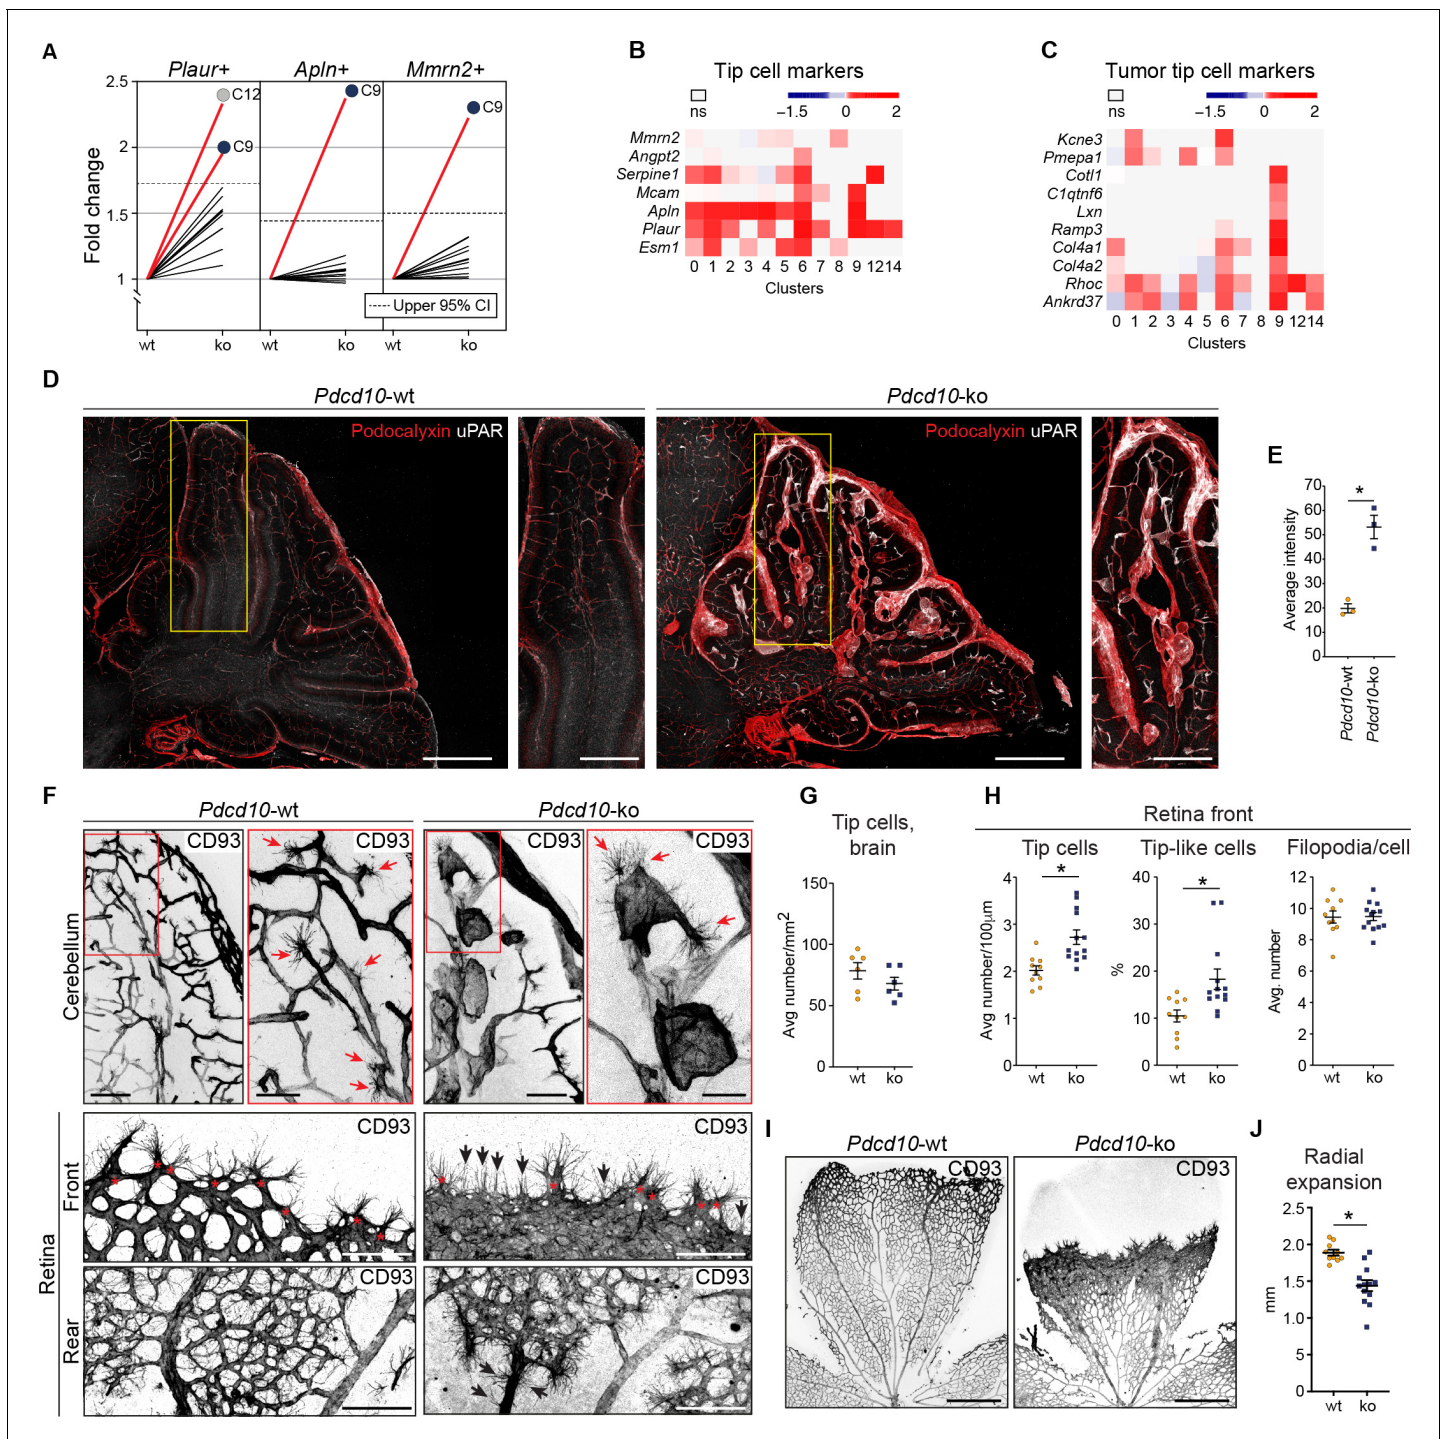 A
Plaur+ Apln+ Mmrn2+
2.5
2
1.5
1
Fold change
C12
C9
C9
C9
Upper 95% CI
wt ko wt ko wt ko
B
Tip cell markers
ns
−1.5 0 2
Mmrn2
Angpt2
Serpine1
Mcam
Apln
Plaur
Esm1
0 1 2 3 4 5 6 7 8 9 12 14
Clusters
C
Tumor tip cell markers
ns
−1.5 0 2
Kcne3
Pmepa1
Cotl1
C1qtnf6
Lxn
Ramp3
Col4a1
Col4a2
Rhoc
Ankrd37
0 1 2 3 4 5 6 7 8 9 12 14
Clusters
D
Pdcd10-wt
Podocalyxin uPAR
Pdcd10-ko
Podocalyxin uPAR
E
70
60
50
40
30
20
10
0
Average intensity
*
Pdcd10-wt
Pdcd10-ko
F
Pdcd10-wt Pdcd10-ko
Cerebellum
CD93 CD93 CD93 CD93
Retina
Front
CD93 CD93
Rear
CD93 CD93
G
Tip cells,
brain
150
100
50
0
Avg number/mm2
wt ko
H
Retina front
Tip cells
*
4
3
2
1
0
Avg number/100µm
wt ko
Tip-like cells
*
40
30
20
10
0
%
wt ko
Filopodia/cell
12
10
8
6
4
2
0
Avg. number
wt ko
I
Pdcd10-wt Pdcd10-ko
CD93 CD93
J
Radial
expansion
2.5
2.0
1.5
1.0
5
0
mm
*
wt ko